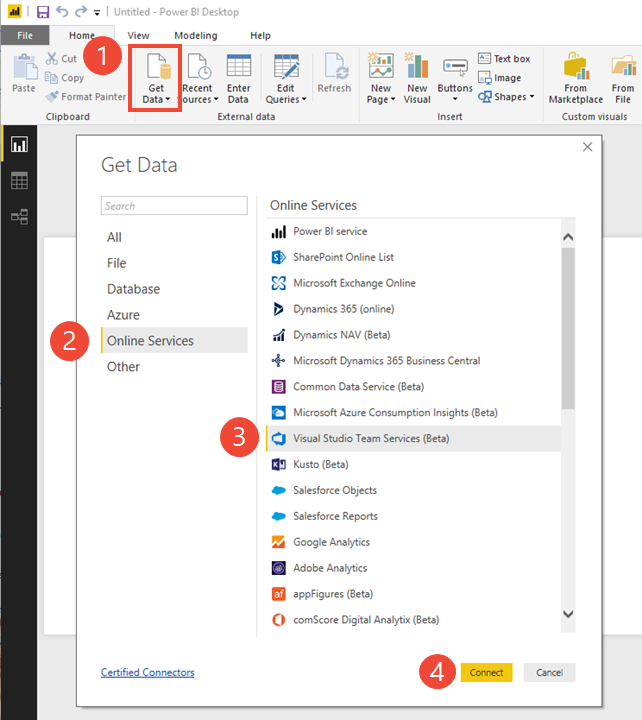 Untitled - Power BI Desktop
File Home View Modeling Help
1
Paste
Cut
Copy
Format Painter
Clipboard
Get Data
Recent Sources
Enter Data
Edit Queries
External data
Refresh
New Page
New Visual
Buttons
Text box
Image
Shapes
Insert
From Marketplace
From File
Custom visuals
Get Data
Search
All
File
Database
Azure
2
Online Services
Other
Online Services
Power BI service
SharePoint Online List
Microsoft Exchange Online
Dynamics 365 (online)
Dynamics NAV (Beta)
Microsoft Dynamics 365 Business Central
Common Data Service (Beta)
Microsoft Azure Consumption Insights (Beta)
3
Visual Studio Team Services (Beta)
Kusto (Beta)
Salesforce Objects
Salesforce Reports
Google Analytics
Adobe Analytics
af appFigures (Beta)
comScore Digital Analytix (Beta)
Certified Connectors
4
Connect
Cancel